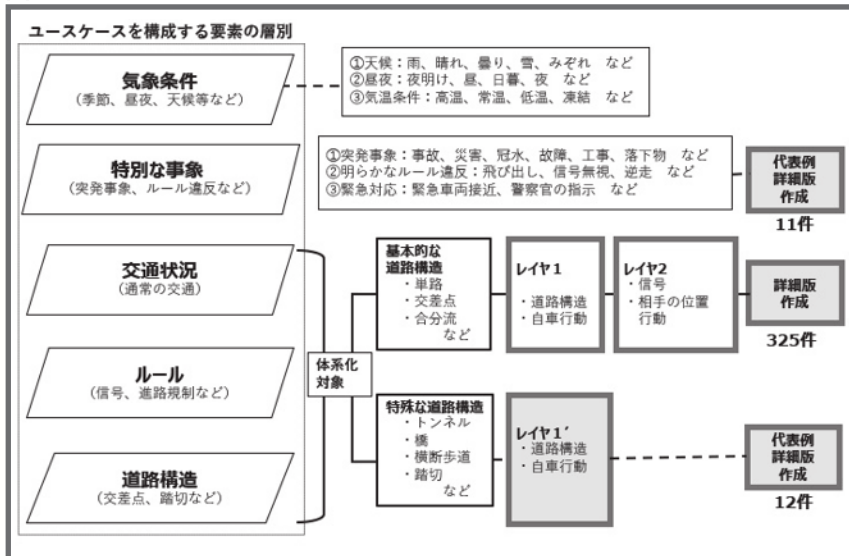 ユースケースを構成する要素の層別
気象条件
(季節、昼夜、天候等など)
①天候：雨、晴れ、曇り、雪、みぞれ　など
②昼夜：夜明け、昼、日暮、夜　など
③気温条件：高温、常温、低温、凍結　など
特別な事象
(突発事象、ルール違反など)
①突発事象：事故、災害、冠水、故障、工事、落下物　など
②明らかなルール違反：飛び出し、信号無視、逆走　など
③緊急対応：緊急車両接近、警察官の指示　など
代表例
詳細版
作成
11件
交通状況
(通常の交通)
ルール
(信号、進路規制など)
道路構造
(交差点、踏切など)
体系化
対象
基本的な
道路構造
・単路
・交差点
・合分流
など
レイヤ1
・道路構造
・自車行動
レイヤ2
・信号
・相手の位置
行動
詳細版
作成
325件
特殊な道路構造
・トンネル
・橋
・横断歩道
・踏切
など
レイヤ1′
・道路構造
・自車行動
代表例
詳細版
作成
12件